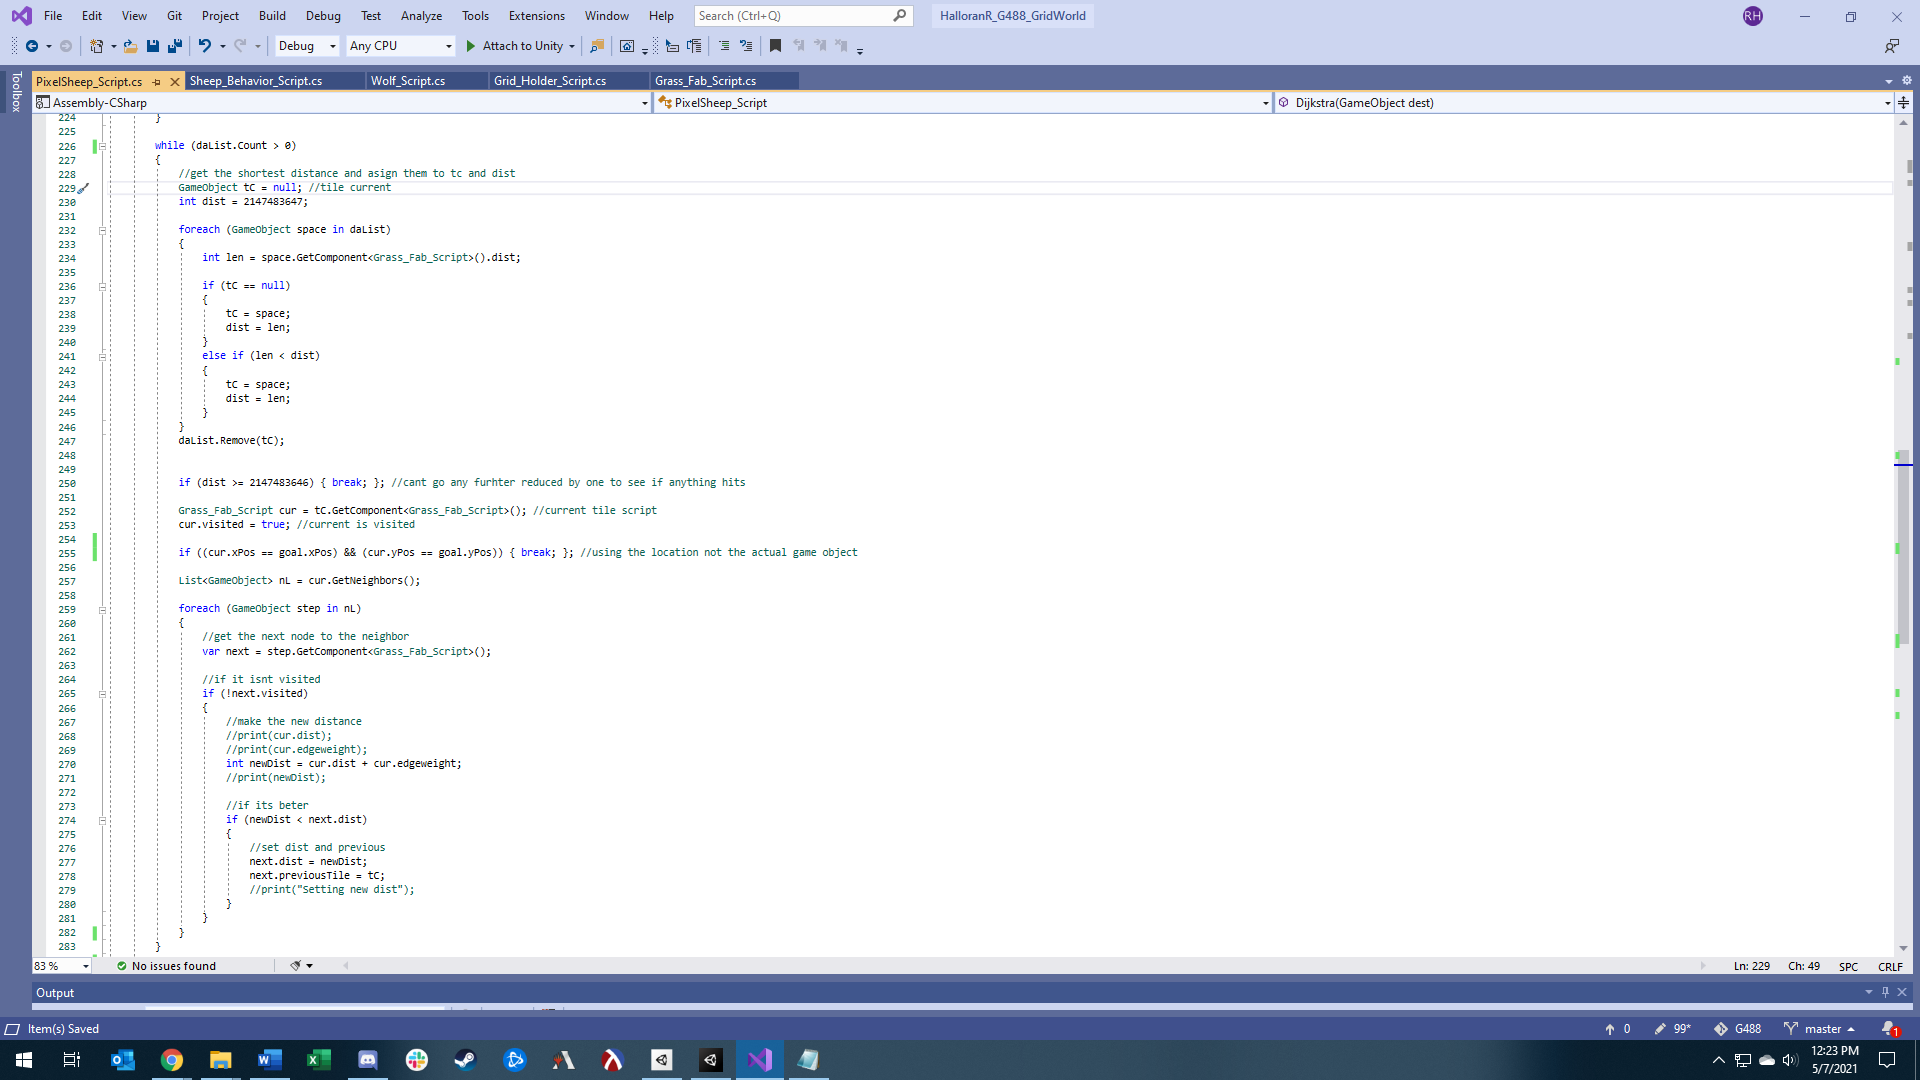 File Edit View Git Project Build Debug Test Analyze Tools Extensions Window Help Search (Ctrl+Q) HalloranR_G488_GridWorld RH
Debug Any CPU Attach to Unity
Toolbox
PixelSheep_Script.cs Sheep_Behavior_Script.cs Wolf_Script.cs Grid_Holder_Script.cs Grass_Fab_Script.cs
Assembly-CSharp PixelSheep_Script Dijkstra(GameObject dest)
224 }
225
226 while (daList.Count > 0)
227 {
228 //get the shortest distance and asign them to tc and dist
229 GameObject tC = null; //tile current
230 int dist = 2147483647;
231
232 foreach (GameObject space in daList)
233 {
234 int len = space.GetComponent<Grass_Fab_Script>().dist;
235
236 if (tC == null)
237 {
238 tC = space;
239 dist = len;
240 }
241 else if (len < dist)
242 {
243 tC = space;
244 dist = len;
245 }
246 }
247 daList.Remove(tC);
248
249
250 if (dist >= 2147483646) { break; }; //cant go any furhter reduced by one to see if anything hits
251
252 Grass_Fab_Script cur = tC.GetComponent<Grass_Fab_Script>(); //current tile script
253 cur.visited = true; //current is visited
254
255 if ((cur.xPos == goal.xPos) && (cur.yPos == goal.yPos)) { break; }; //using the location not the actual game object
256
257 List<GameObject> nL = cur.GetNeighbors();
258
259 foreach (GameObject step in nL)
260 {
261 //get the next node to the neighbor
262 var next = step.GetComponent<Grass_Fab_Script>();
263
264 //if it isnt visited
265 if (!next.visited)
266 {
267 //make the new distance
268 //print(cur.dist);
269 //print(cur.edgeweight);
270 int newDist = cur.dist + cur.edgeweight;
271 //print(newDist);
272
273 //if its beter
274 if (newDist < next.dist)
275 {
276 //set dist and previous
277 next.dist = newDist;
278 next.previousTile = tC;
279 //print("Setting new dist");
280 }
281 }
282 }
283 }
83 % No issues found Ln: 229 Ch: 49 SPC CRLF
Output
Item(s) Saved 0 99* G488 master 1
12:23 PM
5/7/2021